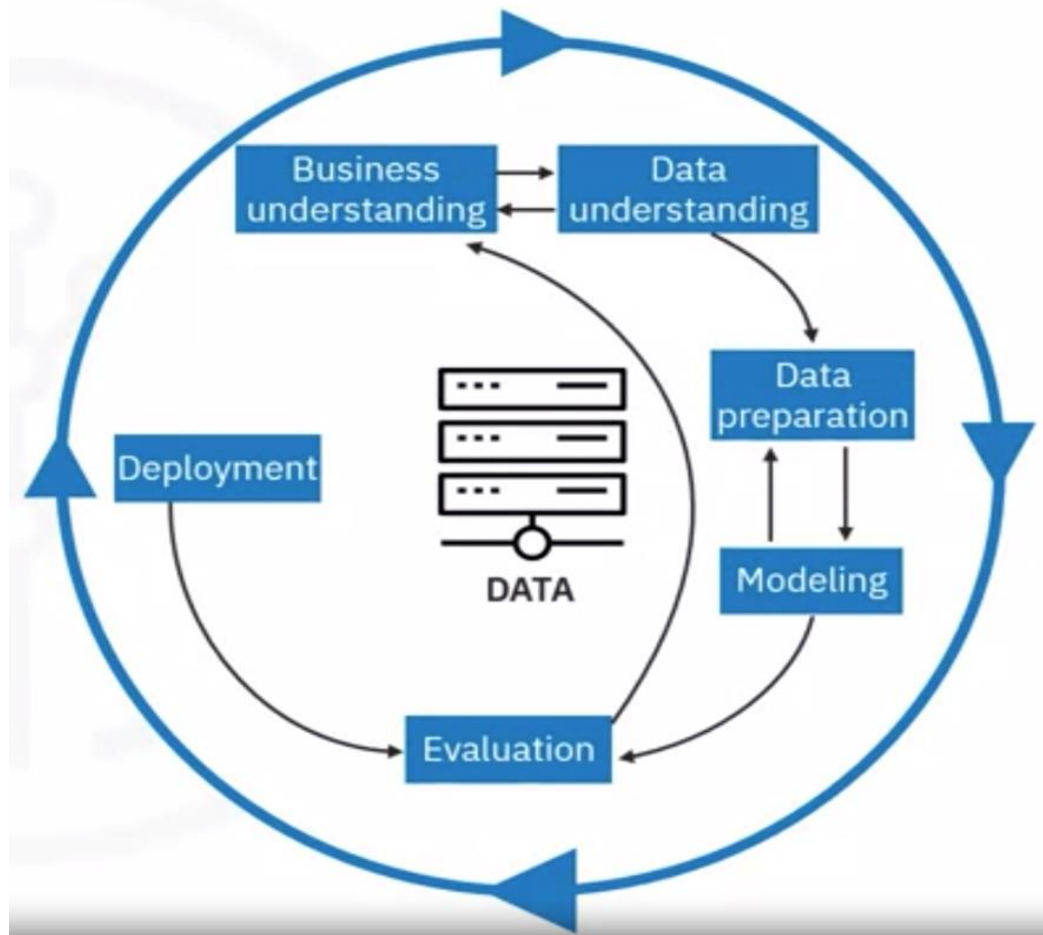 Business
understanding
Data
understanding
Data
preparation
Deployment
DATA
Modeling
Evaluation